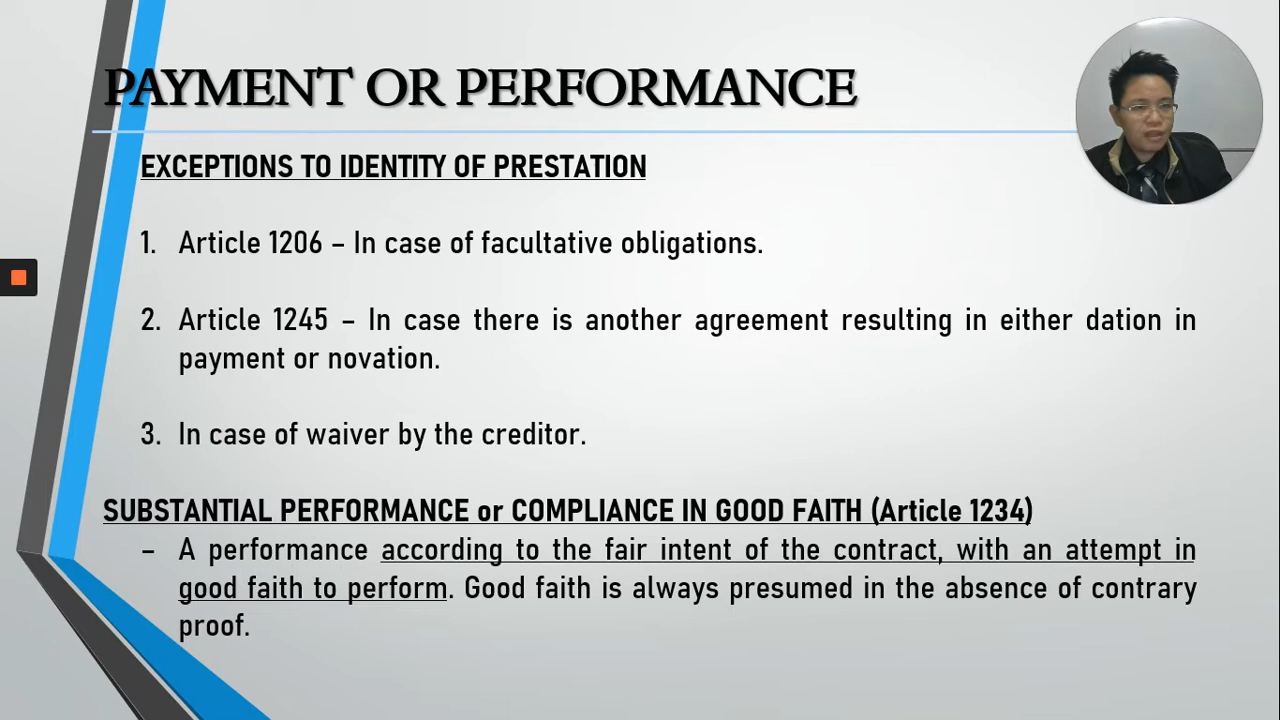 PAYMENT OR PERFORMANCE
EXCEPTIONS TO IDENTITY OF PRESTATION
1. Article 1206 – In case of facultative obligations.
2. Article 1245 – In case there is another agreement resulting in either dation in
payment or novation.
3. In case of waiver by the creditor.
SUBSTANTIAL PERFORMANCE or COMPLIANCE IN GOOD FAITH (Article 1234)
– A performance according to the fair intent of the contract, with an attempt in
good faith to perform. Good faith is always presumed in the absence of contrary
proof.